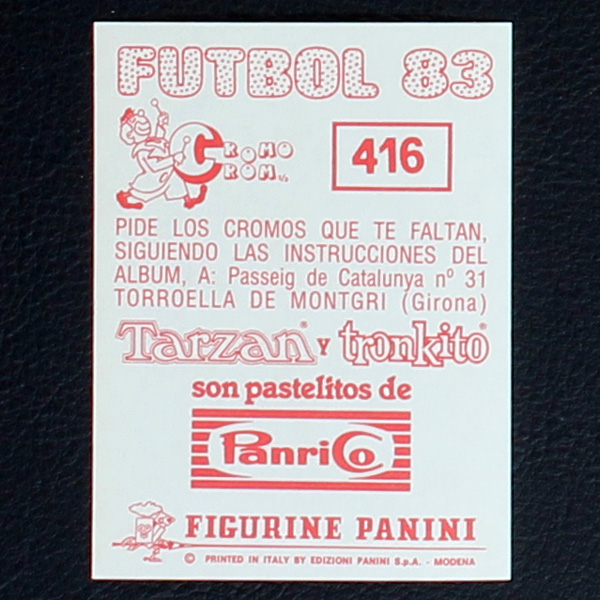 FUTBOL 83
CROMO
CROM S/A
416
PIDE LOS CROMOS QUE TE FALTAN,
SIGUIENDO LAS INSTRUCCIONES DEL
ALBUM, A: Passeig de Catalunya nº 31
TORROELLA DE MONTGRI (Girona)
Tarzan® Y tronkito®
son pastelitos de
PanriCo
FIGURINE PANINI
© PRINTED IN ITALY BY EDIZIONI PANINI S.p.A. - MODENA